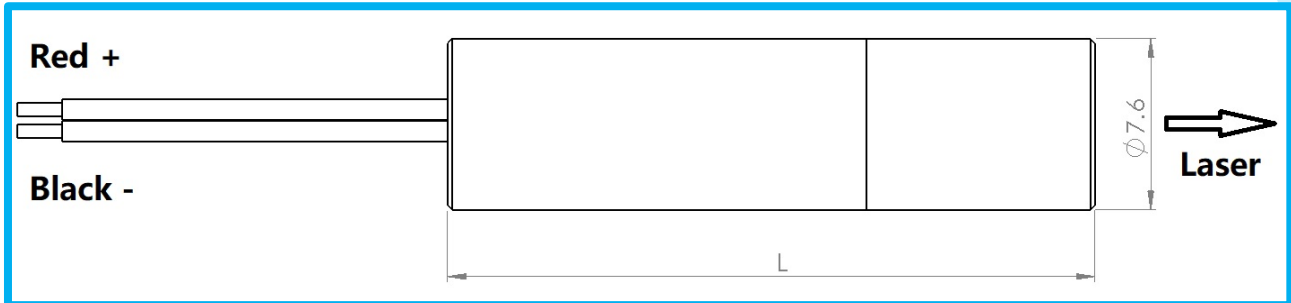 Red +
Black -
L
Ø7.6
Laser